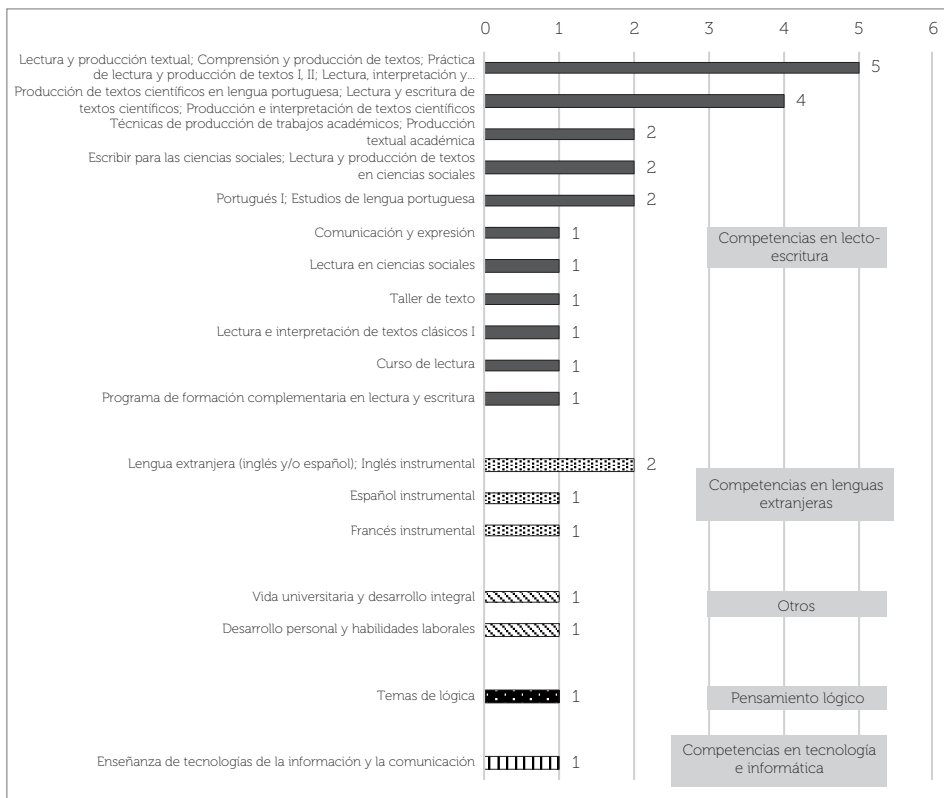 0 1 2 3 4 5 6
Lectura y producción textual; Comprensión y producción de textos; Práctica
de lectura y producción de textos I, II; Lectura, interpretación y...
5
Producción de textos científicos en lengua portuguesa; Lectura y escritura de
textos científicos; Producción e interpretación de textos científicos
4
Técnicas de producción de trabajos académicos; Producción
textual académica
2
Escribir para las ciencias sociales; Lectura y producción de textos
en ciencias sociales
2
Portugués I; Estudios de lengua portuguesa
2
Comunicación y expresión
1
Competencias en lecto-
escritura
Lectura en ciencias sociales
1
Taller de texto
1
Lectura e interpretación de textos clásicos I
1
Curso de lectura
1
Programa de formación complementaria en lectura y escritura
1
Lengua extranjera (inglés y/o español); Inglés instrumental
2
Competencias en lenguas
extranjeras
Español instrumental
1
Francés instrumental
1
Vida universitaria y desarrollo integral
1
Otros
Desarrollo personal y habilidades laborales
1
Temas de lógica
1
Pensamiento lógico
Enseñanza de tecnologías de la información y la comunicación
1
Competencias en tecnología
e informática